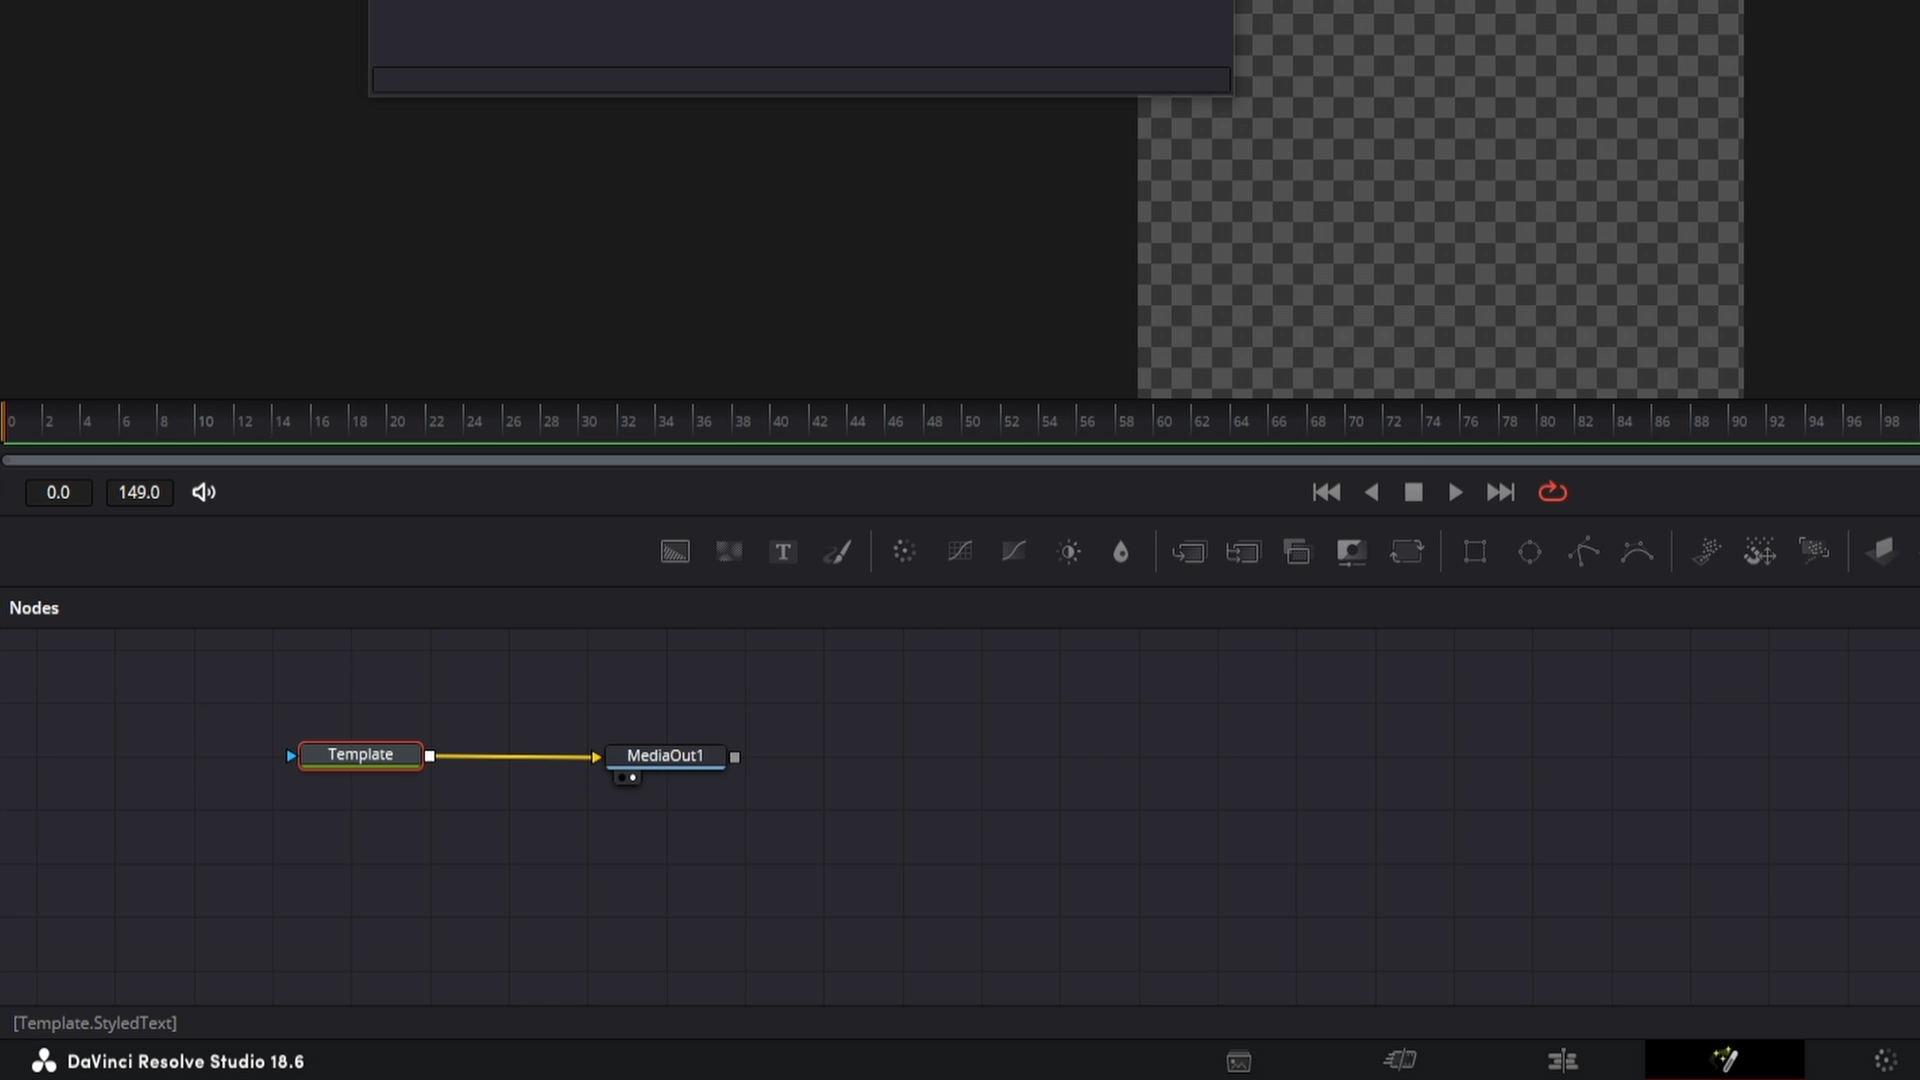 0 2 4 6 8 10 12 14 16 18 20 22 24 26 28 30 32 34 36 38 40 42 44 46 48 50 52 54 56 58 60 62 64 66 68 70 72 74 76 78 80 82 84 86 88 90 92 94 96 98
0.0 149.0
T
Nodes
Template MediaOut1
[Template.StyledText]
DaVinci Resolve Studio 18.6